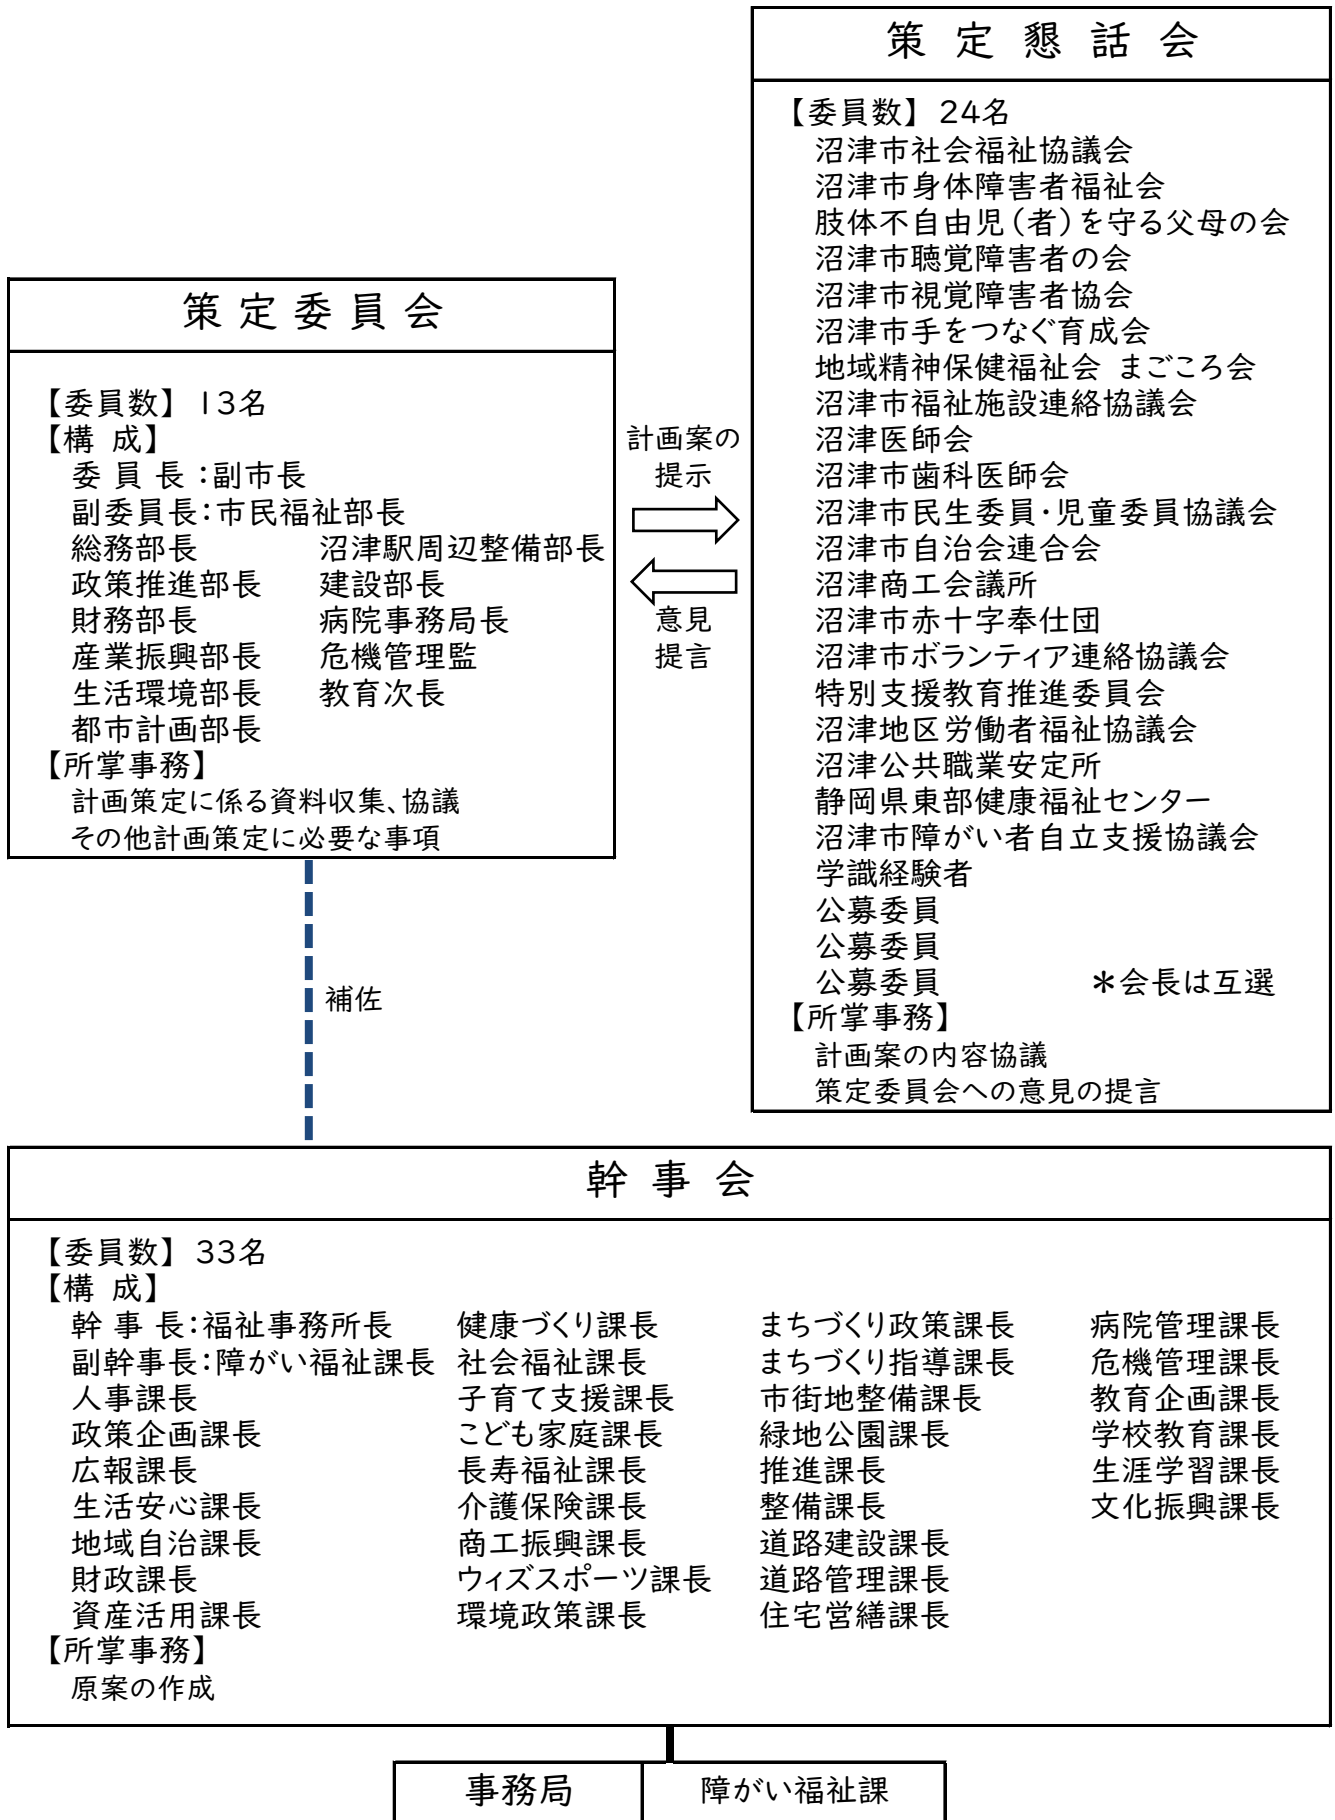 策定懇話会
【委員数】24名
沼津市社会福祉協議会
沼津市身体障害者福祉会
肢体不自由児(者)を守る父母の会
沼津市聴覚障害者の会
沼津市視覚障害者協会
沼津市手をつなぐ育成会
地域精神保健福祉会 まごころ会
沼津市福祉施設連絡協議会
沼津医師会
沼津市歯科医師会
沼津市民生委員・児童委員協議会
沼津市自治会連合会
沼津商工会議所
沼津市赤十字奉仕団
沼津市ボランティア連絡協議会
特別支援教育推進委員会
沼津地区労働者福祉協議会
沼津公共職業安定所
静岡県東部健康福祉センター
沼津市障がい者自立支援協議会
学識経験者
公募委員
公募委員
公募委員 *会長は互選
【所掌事務】
計画案の内容協議
策定委員会への意見の提言
策定委員会
【委員数】13名
【構 成】
委 員 長:副市長
副委員長:市民福祉部長
総務部長 沼津駅周辺整備部長
政策推進部長 建設部長
財務部長 病院事務局長
産業振興部長 危機管理監
生活環境部長 教育次長
都市計画部長
【所掌事務】
計画策定に係る資料収集、協議
その他計画策定に必要な事項
計画案の
提示
意見
提言
補佐
幹事会
【委員数】33名
【構 成】
幹 事 長:福祉事務所長 健康づくり課長 まちづくり政策課長 病院管理課長
副幹事長:障がい福祉課長 社会福祉課長 まちづくり指導課長 危機管理課長
人事課長 子育て支援課長 市街地整備課長 教育企画課長
政策企画課長 こども家庭課長 緑地公園課長 学校教育課長
広報課長 長寿福祉課長 推進課長 生涯学習課長
生活安心課長 介護保険課長 整備課長 文化振興課長
地域自治課長 商工振興課長 道路建設課長
財政課長 ウィズスポーツ課長 道路管理課長
資産活用課長 環境政策課長 住宅営繕課長
【所掌事務】
原案の作成
事務局 障がい福祉課